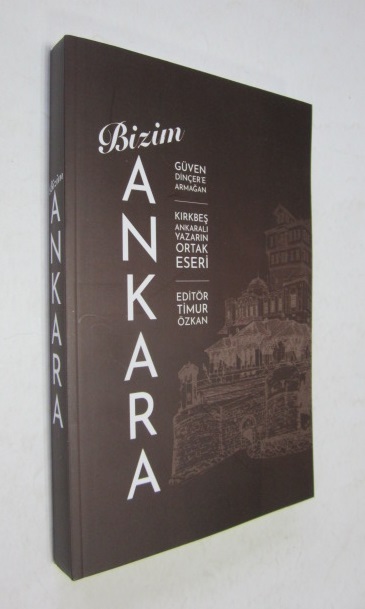 Bizim
ANKARA
GÜVEN
DİNÇER'E
ARMAĞAN
KIRKBEŞ
ANKARALI
YAZARIN
ORTAK
ESERİ
EDİTÖR
TİMUR
ÖZKAN
Bizim
ANKARA